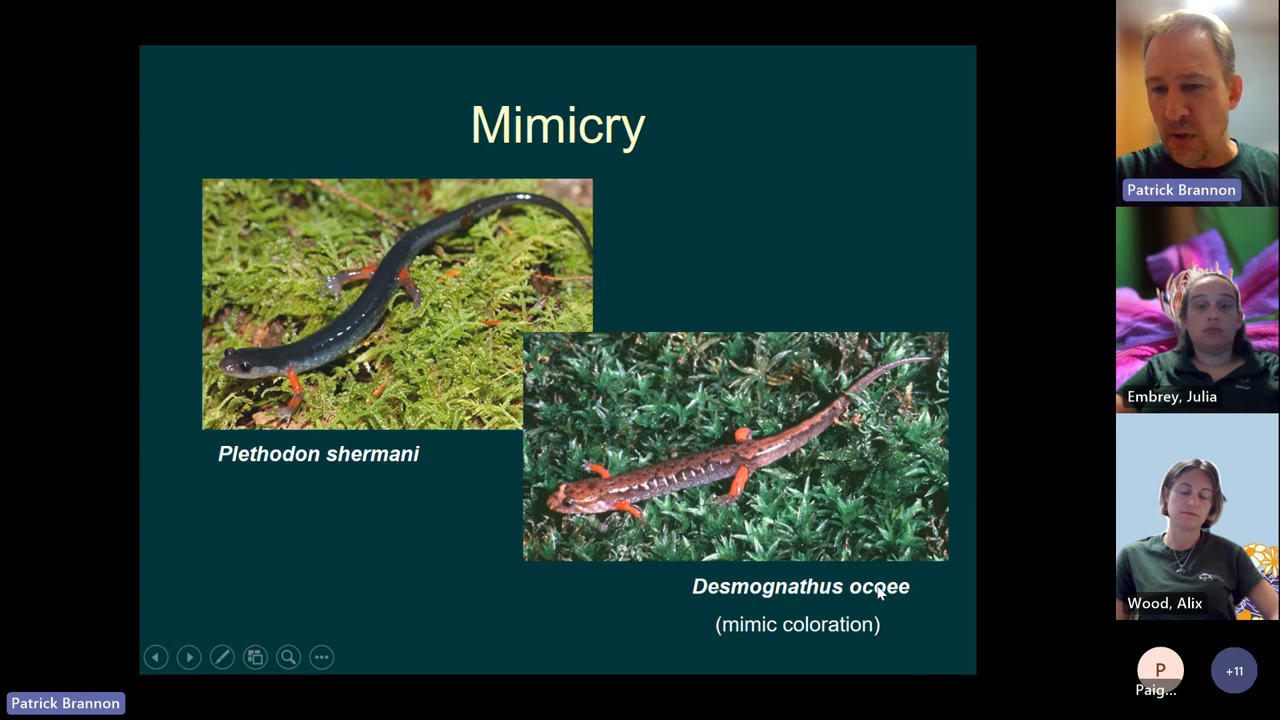 Mimicry
Plethodon shermani
Desmognathus ocoee
(mimic coloration)
Patrick Brannon
Embrey, Julia
Wood, Alix
P
Paig...
+11
Patrick Brannon